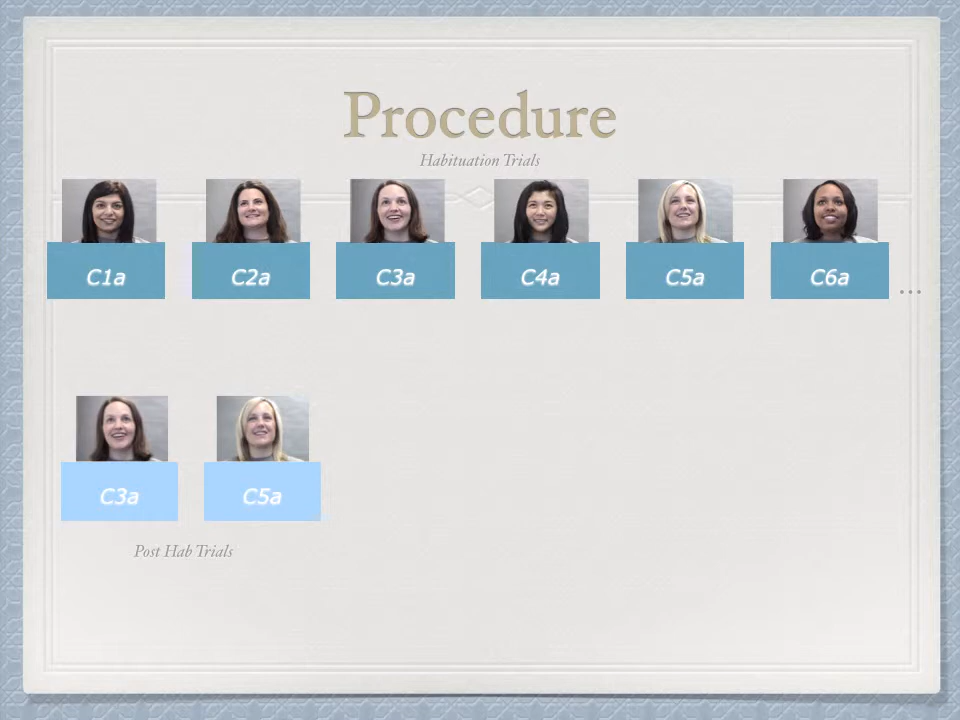 Procedure
Habituation Trials
C1a C2a C3a C4a C5a C6a ...
C3a C5a
Post Hab Trials